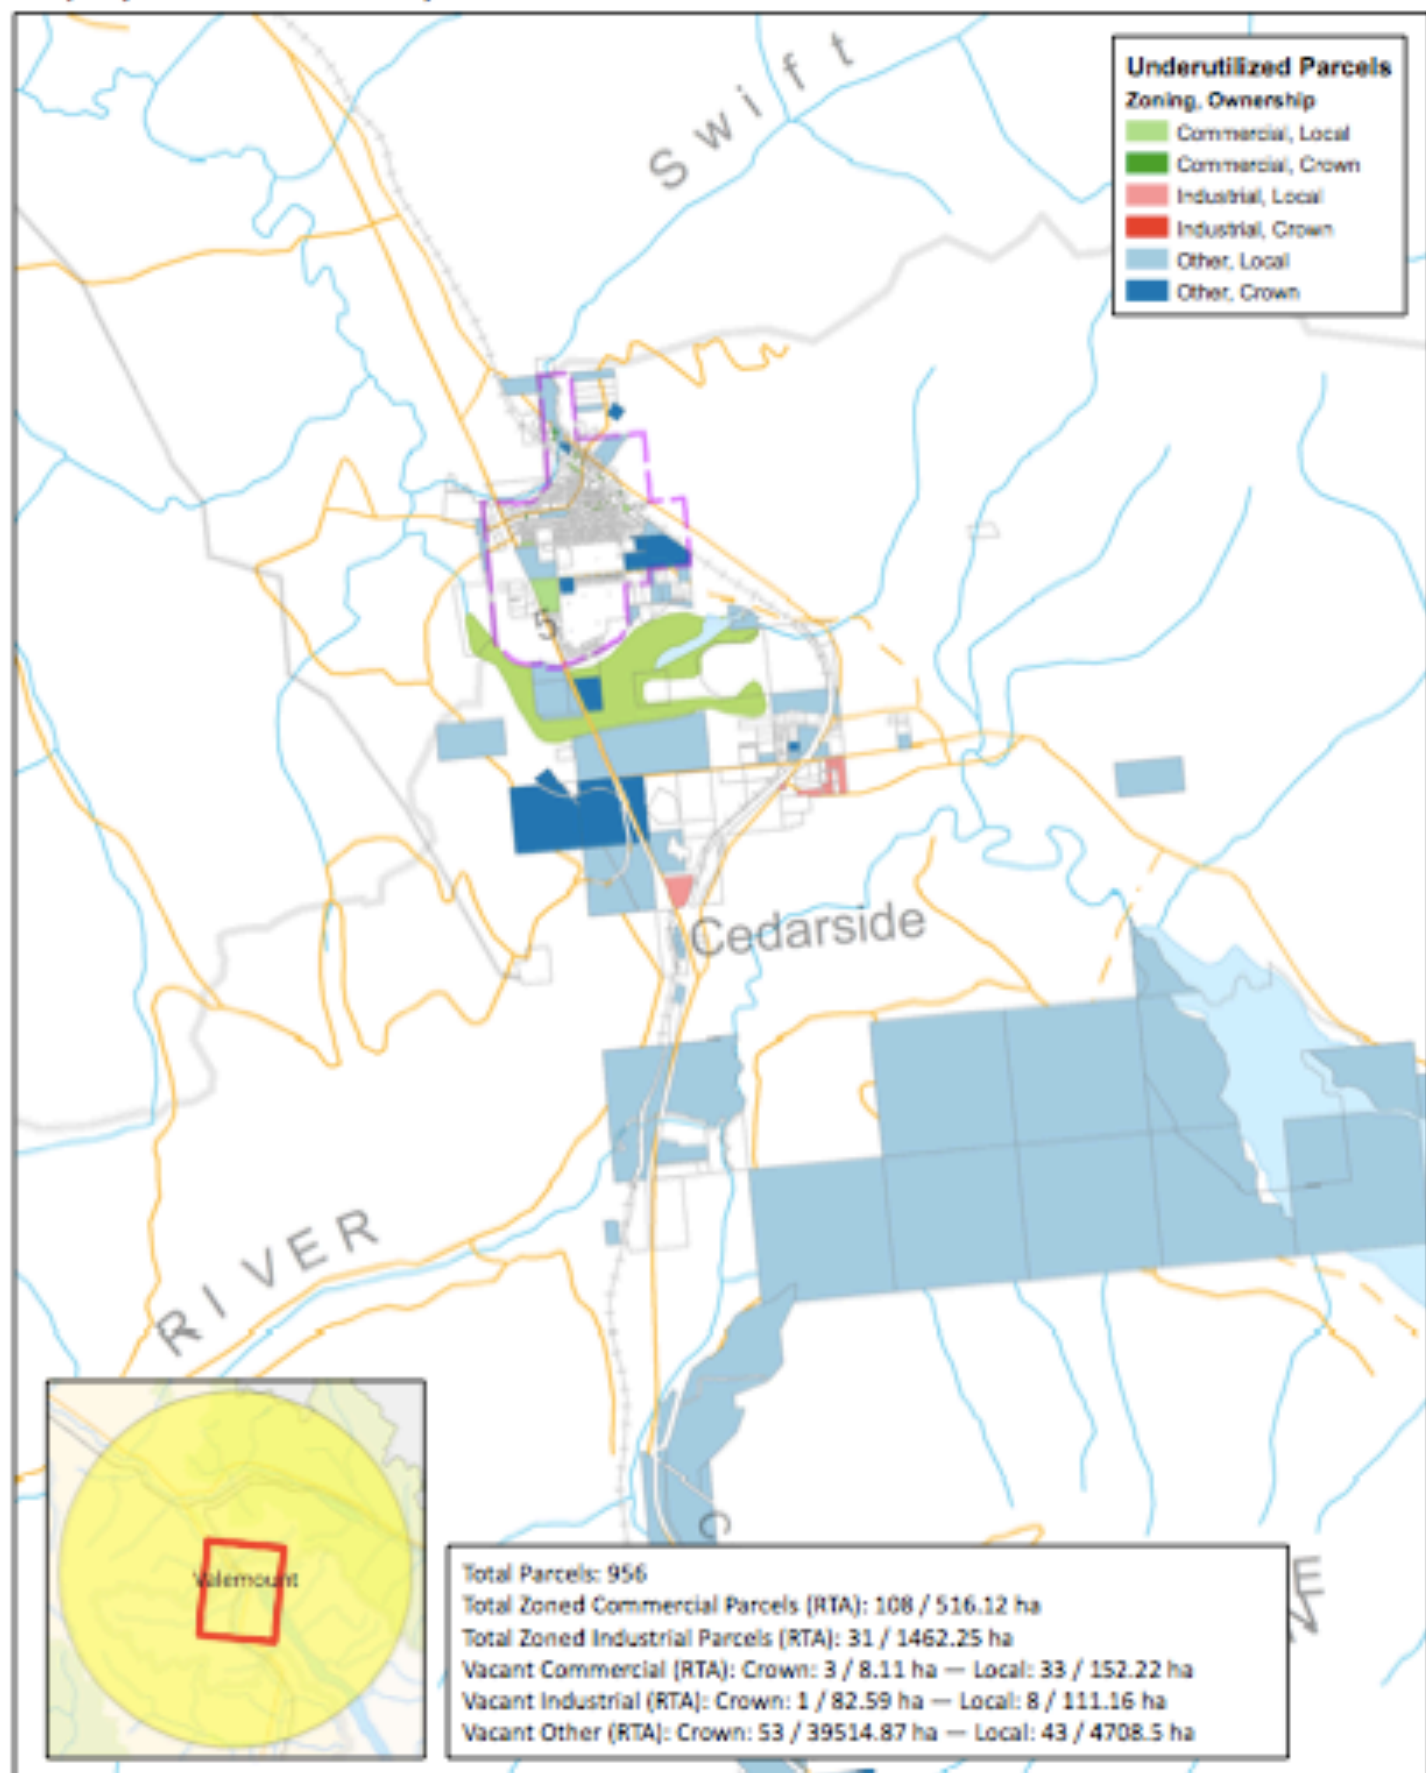 Swift
Underutilized Parcels
Zoning, Ownership
Commercial, Local
Commercial, Crown
Industrial, Local
Industrial, Crown
Other, Local
Other, Crown
5
Cedarside
RIVER
Valemount
C
E
Total Parcels: 956
Total Zoned Commercial Parcels (RTA): 108 / 516.12 ha
Total Zoned Industrial Parcels (RTA): 31 / 1462.25 ha
Vacant Commercial (RTA): Crown: 3 / 8.11 ha — Local: 33 / 152.22 ha
Vacant Industrial (RTA): Crown: 1 / 82.59 ha — Local: 8 / 111.16 ha
Vacant Other (RTA): Crown: 53 / 39514.87 ha — Local: 43 / 4708.5 ha